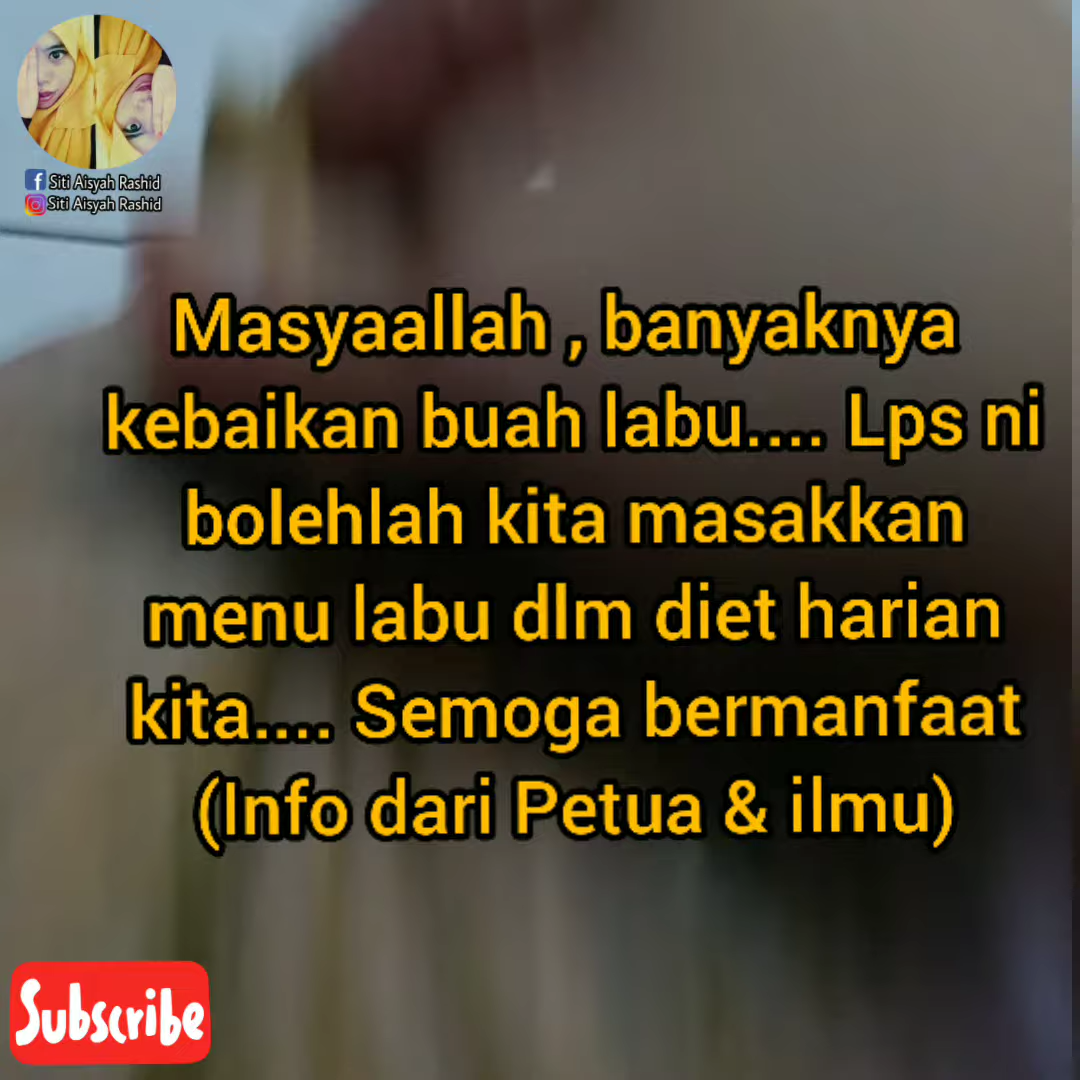 Siti Aisyah Rashid
Siti Aisyah Rashid
Masyaallah , banyaknya
kebaikan buah labu.... Lps ni
bolehlah kita masakkan
menu labu dlm diet harian
kita.... Semoga bermanfaat
(Info dari Petua & ilmu)
Subscribe